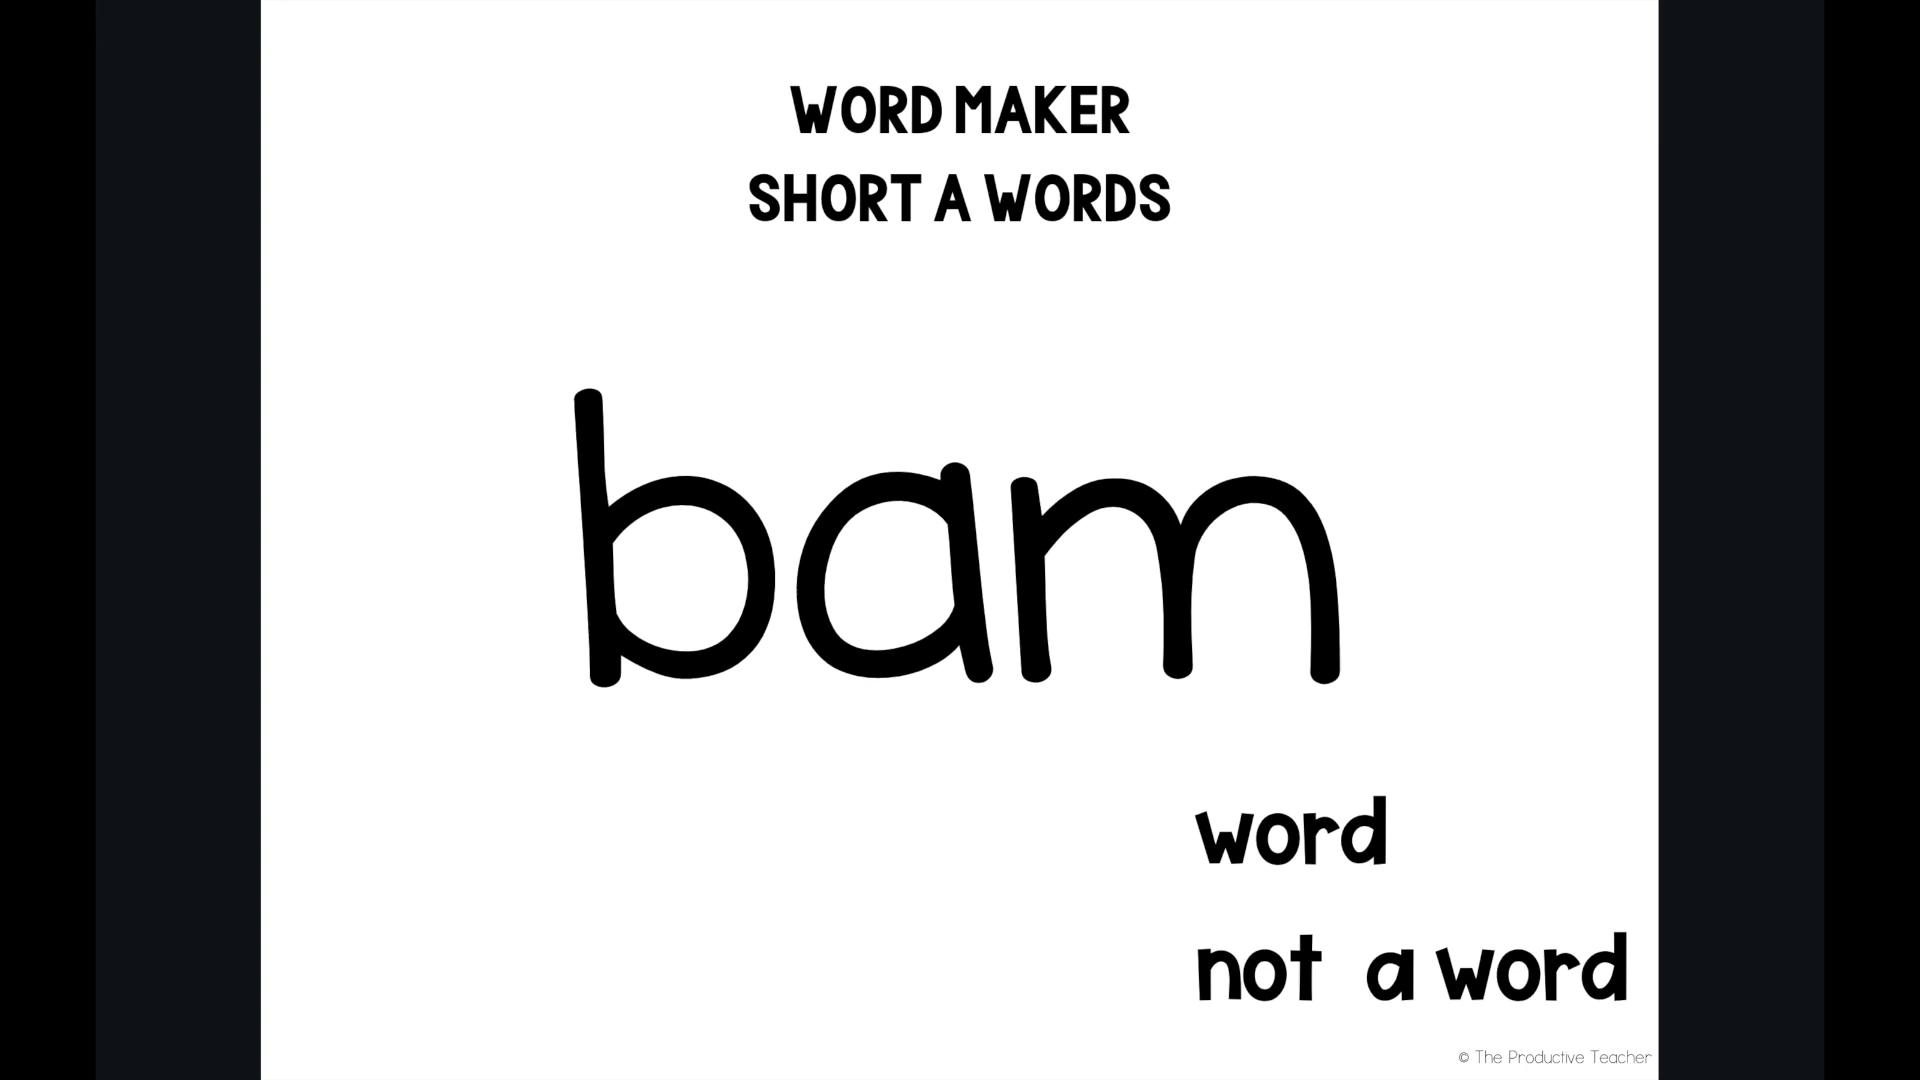 WORD MAKER
SHORT A WORDS
bam
word
not a word
© The Productive Teacher